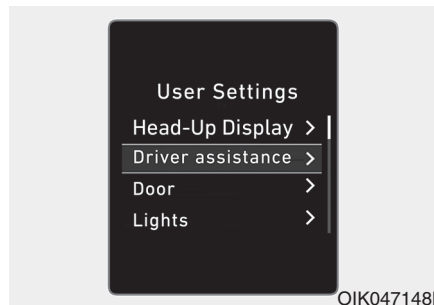 User Settings
Head-Up Display >
Driver assistance >
Door >
Lights >
OIK047148